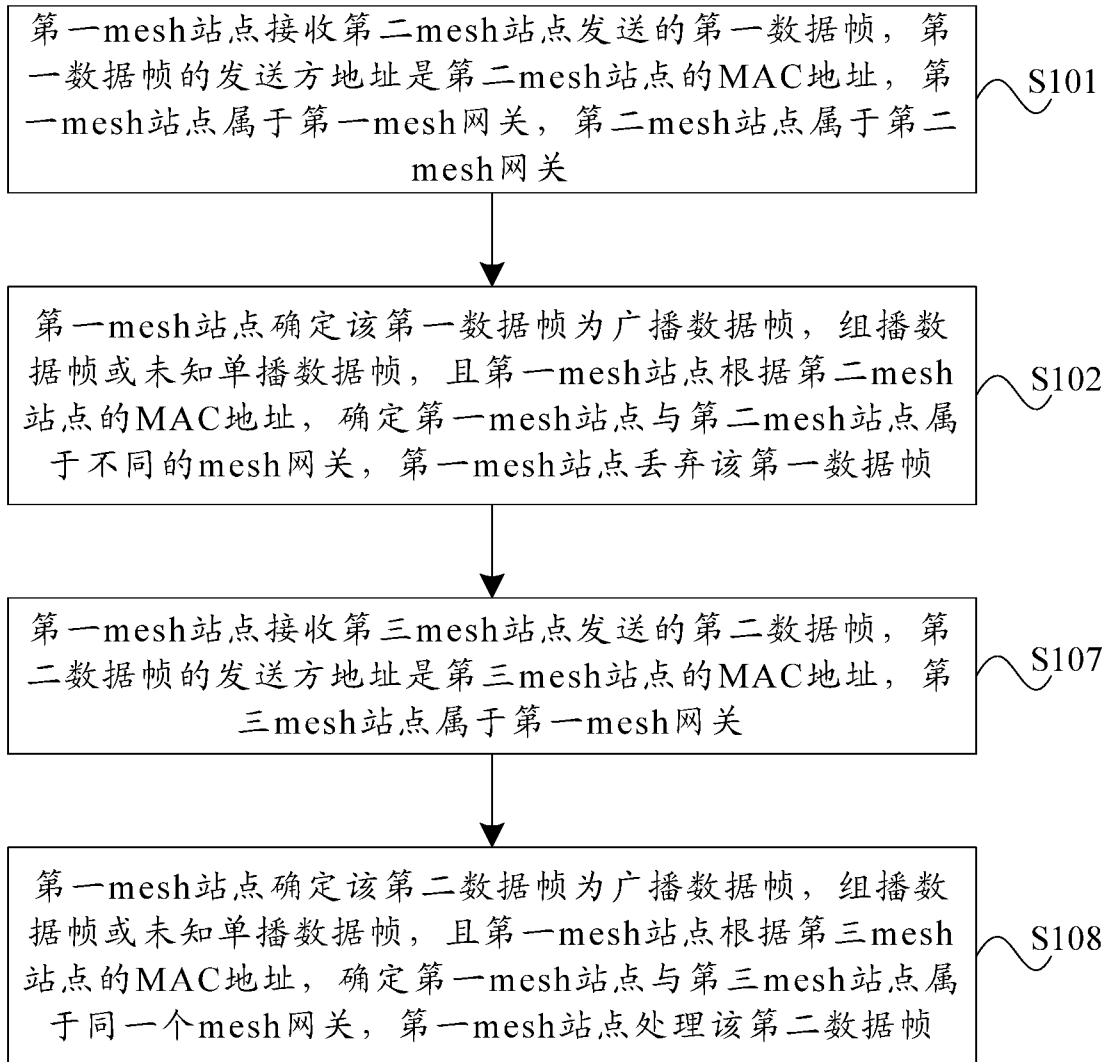 第一mesh站点接收第二mesh站点发送的第一数据帧，第
一数据帧的发送方地址是第二mesh站点的MAC地址，第
一mesh站点属于第一mesh网关，第二mesh站点属于第二
mesh网关
S101
第一mesh站点确定该第一数据帧为广播数据帧，组播数
据帧或未知单播数据帧，且第一mesh站点根据第二mesh
站点的MAC地址，确定第一mesh站点与第二mesh站点属
于不同的mesh网关，第一mesh站点丢弃该第一数据帧
S102
第一mesh站点接收第三mesh站点发送的第二数据帧，第
二数据帧的发送方地址是第三mesh站点的MAC地址，第
三mesh站点属于第一mesh网关
S107
第一mesh站点确定该第二数据帧为广播数据帧，组播数
据帧或未知单播数据帧，且第一mesh站点根据第三mesh
站点的MAC地址，确定第一mesh站点与第三mesh站点属
于同一个mesh网关，第一mesh站点处理该第二数据帧
S108